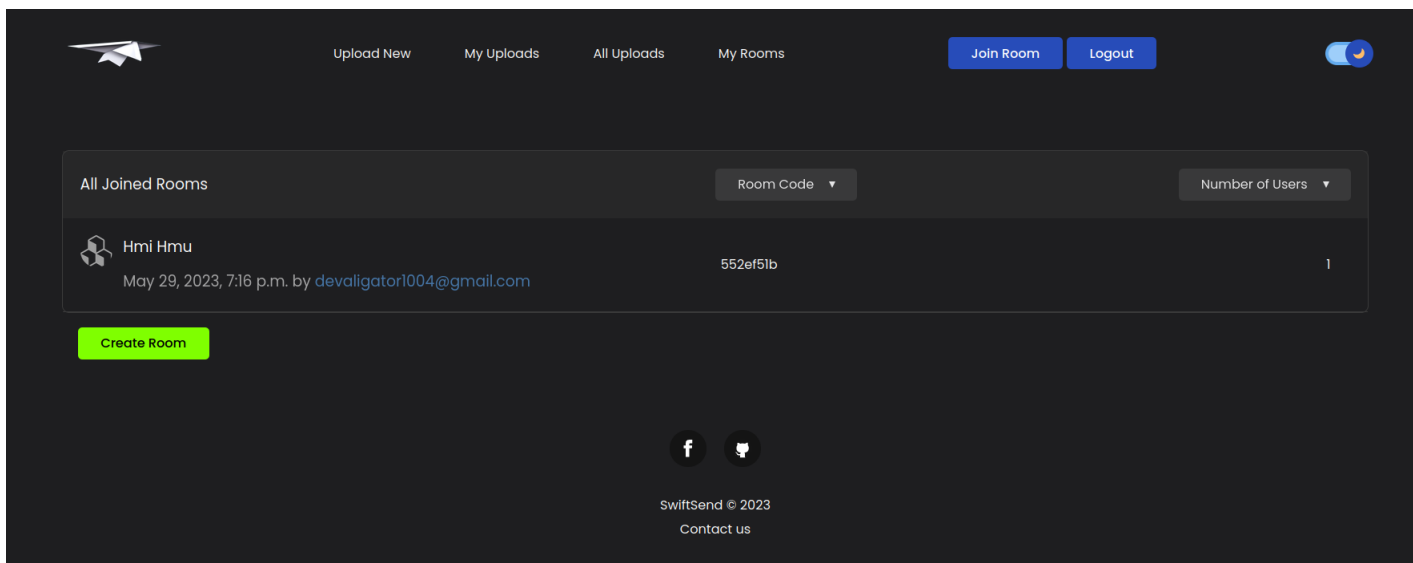 Upload New My Uploads All Uploads My Rooms Join Room Logout
All Joined Rooms Room Code ▼ Number of Users ▼
Hmi Hmu
May 29, 2023, 7:16 p.m. by devaligator1004@gmail.com
552ef51b 1
Create Room
SwiftSend © 2023
Contact us